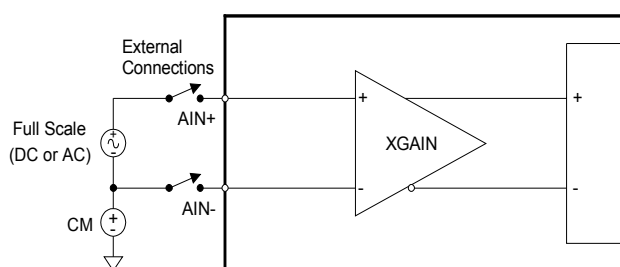 External
Connections
+
+
AIN+
+
-
Full Scale
(DC or AC)
XGAIN
-
-
AIN-
+
-
CM